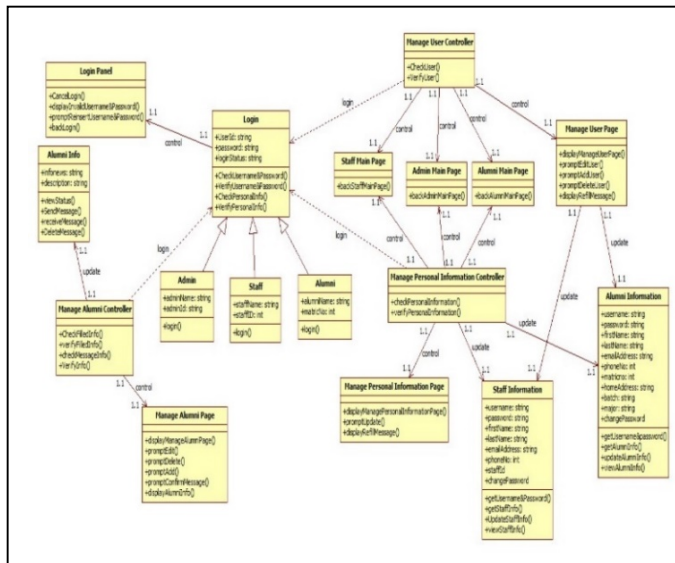 Manage User Controller
+CheckUser()
+VerifyUser()
Login Panel
+CancelLogin()
+displayInvalidUsername&Password()
+promptReinsertUsername&Password()
+backLogin()
1..1
control
1..1
Login
+UserId: string
+password: string
+loginStatus: string
+CheckUsername&Password()
+VerifyUsername&Password()
+CheckPersonalInfo()
+VerifyPersonalInfo()
login
control
control
control
control
Manage User Page
+displayManageUserPage()
+promptEditUser()
+promptAddUser()
+promptDeleteUser()
+displayRefillMessage()
Alumni Info
+infonews: string
+description: string
+viewStatus()
+SendMessage()
+receiveMessage()
+DeleteMessage()
Staff Main Page
+backStaffMainPage()
Admin Main Page
+backAdminMainPage()
Alumni Main Page
+backAlumniMainPage()
login
login
control
control
control
update
update
update
Admin
+adminName: string
+adminId: string
+login()
Staff
+staffName: string
+staffID: int
+login()
Alumni
+alumniName: string
+matricNo: int
+login()
Manage Personal Information Controller
+checkPersonalInformation()
+verifyPersonalInformation()
Manage Alumni Controller
+CheckFilledInfo()
+verifyFilledInfo()
+checkMessageInfo()
+VerifyInfo()
Alumni Information
+username: string
+password: string
+firstName: string
+lastName: string
+emailAddress: string
+phoneNo: int
+matricno: int
+homeAddress: string
+batch: string
+major: string
+changePassword
+getUsername&password()
+getAlumniInfo()
+updateAlumniInfo()
+viewAlumniInfo()
control
control
update
update
Manage Personal Information Page
+displayManagePersonalInformationPage()
+promptUpdate()
+displayRefillMessage()
Staff Information
+username: string
+password: string
+firstName: string
+lastName: string
+emailAddress: string
+phoneNo: int
+staffId
+changePassword
+getUsername&Password()
+getStaffInfo()
+UpdateStaffInfo()
+viewStaffInfo()
Manage Alumni Page
+displayManageAlumniPage()
+promptEdit()
+promptDelete()
+promptAdd()
+promptConfirmMessage()
+displayAlumniInfo()